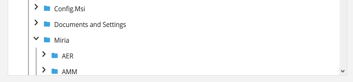 Config.Msi
Documents and Settings
Miria
AER
AMM